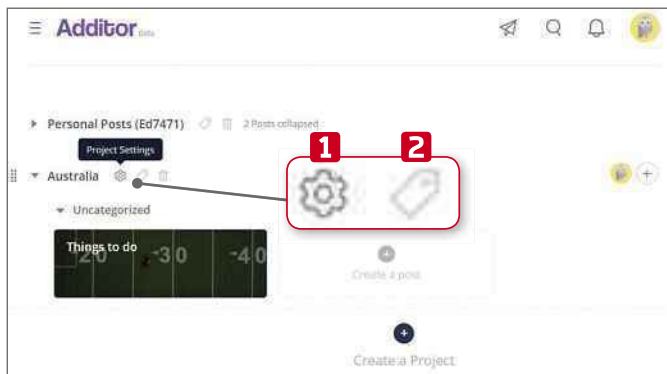 Additor beta
Personal Posts (Ed7471) 2 Posts collapsed
Project Settings
1 2
Australia
Uncategorized
Things to do
20 -30 -40
Create a post
Create a Project